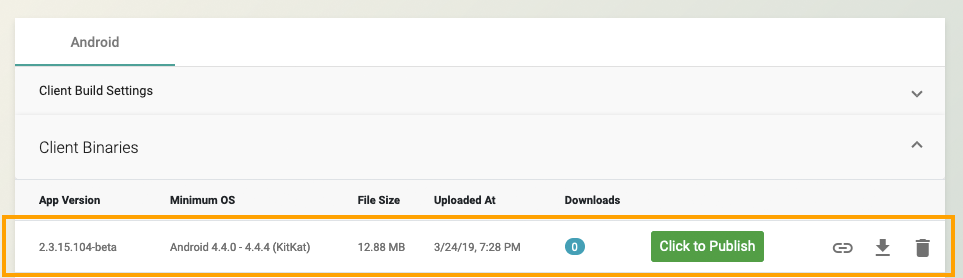 Android
Client Build Settings
Client Binaries
App Version Minimum OS File Size Uploaded At Downloads
2.3.15.104-beta Android 4.4.0 - 4.4.4 (KitKat) 12.88 MB 3/24/19, 7:28 PM 0 Click to Publish